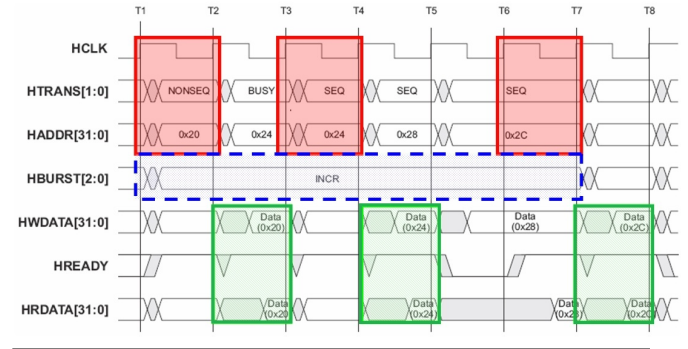 T1 T2 T3 T4 T5 T6 T7 T8
HCLK
HTRANS[1:0] NONSEQ BUSY SEQ SEQ SEQ
HADDR[31:0] 0x20 0x24 0x24 0x28 0x2C
HBURST[2:0] INCR
HWDATA[31:0] Data (0x20) Data (0x24) Data (0x28) Data (0x2C)
HREADY
HRDATA[31:0] Data (0x20 Data (0x24) Data (0x28) Data (0x2C)